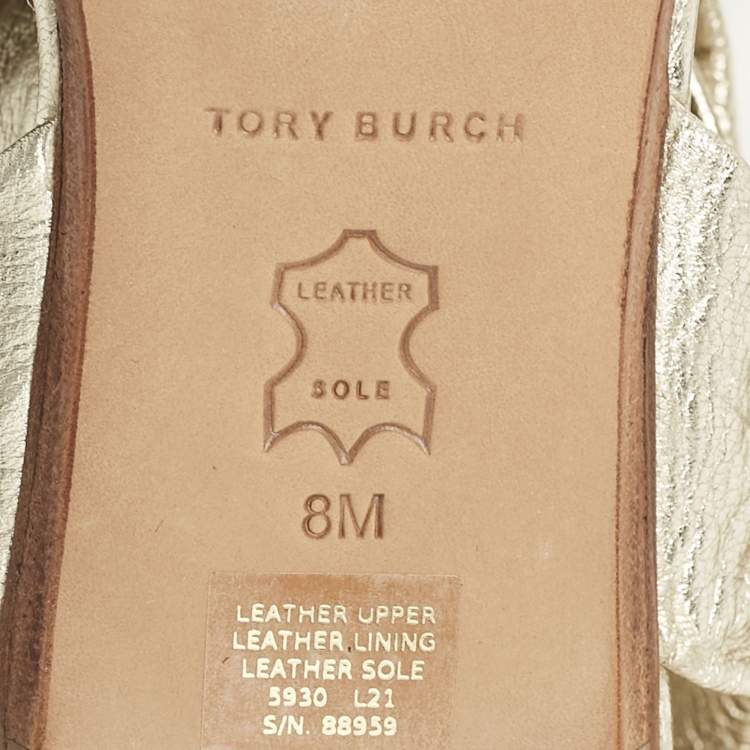 TORY BURCH
LEATHER
SOLE
8M
LEATHER UPPER
LEATHER LINING
LEATHER SOLE
5930 L21
S/N. 88959